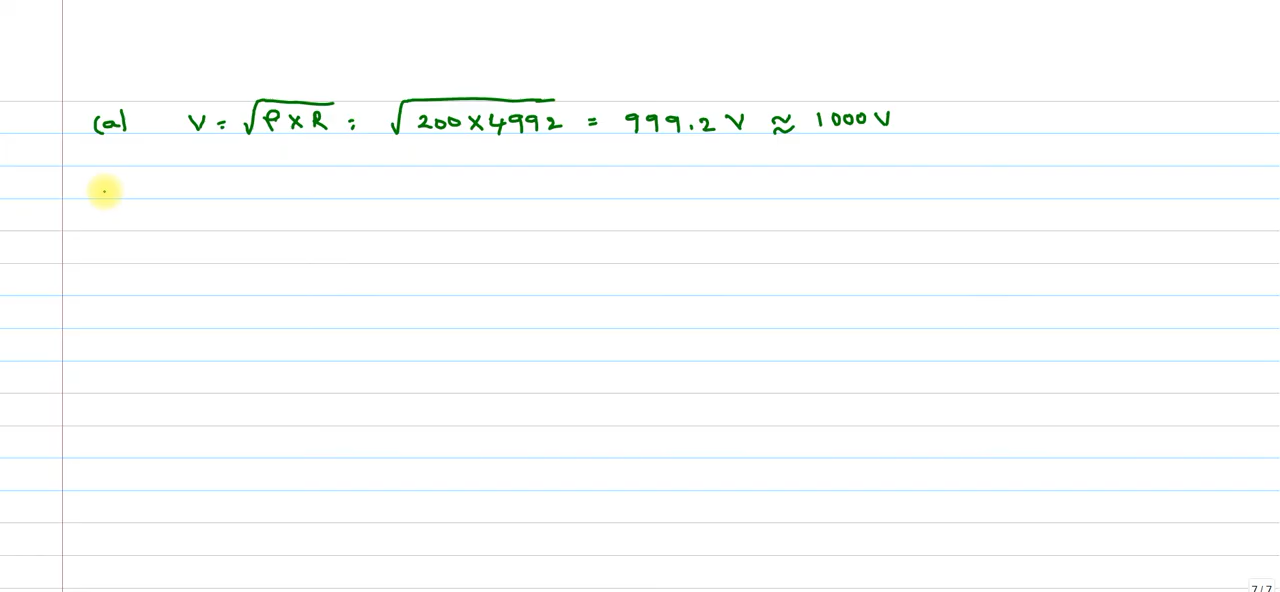 (a) V = √P×R = √200×4992 = 999.2 V ≈ 1000 V
7 / 7